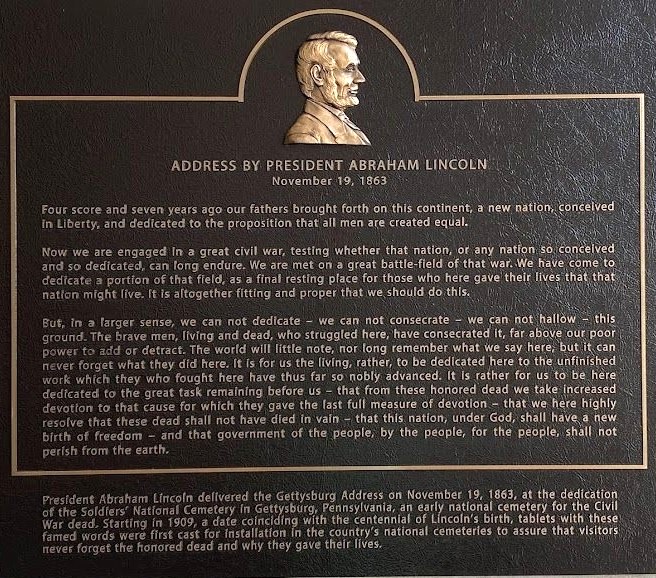 ADDRESS BY PRESIDENT ABRAHAM LINCOLN
November 19, 1863
Four score and seven years ago our fathers brought forth on this continent, a new nation, conceived
in Liberty, and dedicated to the proposition that all men are created equal.
Now we are engaged in a great civil war, testing whether that nation, or any nation so conceived
and so dedicated, can long endure. We are met on a great battle-field of that war. We have come to
dedicate a portion of that field, as a final resting place for those who here gave their lives that that
nation might live. It is altogether fitting and proper that we should do this.
But, in a larger sense, we can not dedicate – we can not consecrate – we can not hallow – this
ground. The brave men, living and dead, who struggled here, have consecrated it, far above our poor
power to add or detract. The world will little note, nor long remember what we say here, but it can
never forget what they did here. It is for us the living, rather, to be dedicated here to the unfinished
work which they who fought here have thus far so nobly advanced. It is rather for us to be here
dedicated to the great task remaining before us – that from these honored dead we take increased
devotion to that cause for which they gave the last full measure of devotion – that we here highly
resolve that these dead shall not have died in vain – that this nation, under God, shall have a new
birth of freedom – and that government of the people, by the people, for the people, shall not
perish from the earth.
President Abraham Lincoln delivered the Gettysburg Address on November 19, 1863, at the dedication
of the Soldiers' National Cemetery in Gettysburg, Pennsylvania, an early national cemetery for the Civil
War dead. Starting in 1909, a date coinciding with the centennial of Lincoln's birth, tablets with these
famed words were first cast for installation in the country's national cemeteries to assure that visitors
never forget the honored dead and why they gave their lives.